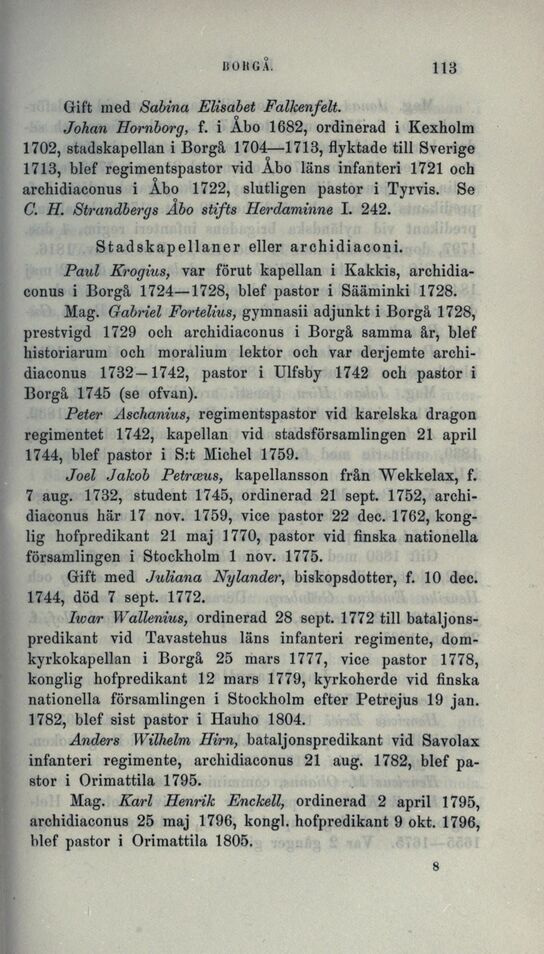 BORGÅ. 113
Gift med Sabina Elisabet Falkenfelt.
Johan Hornborg, f. i Åbo 1682, ordinerad i Kexholm
1702, stadskapellan i Borgå 1704—1713, flyktade till Sverige
1713, blef regimentspastor vid Åbo läns infanteri 1721 och
archidiaconus i Åbo 1722, slutligen pastor i Tyrvis. Se
C. H. Strandbergs Åbo stifts Herdaminne I. 242.
Stadskapellaner eller archidiaconi.
Paul Krogius, var förut kapellan i Kakkis, archidia-
conus i Borgå 1724—1728, blef pastor i Sääminki 1728.
Mag. Gabriel Fortelius, gymnasii adjunkt i Borgå 1728,
prestvigd 1729 och archidiaconus i Borgå samma år, blef
historiarum och moralium lektor och var derjemte archi-
diaconus 1732—1742, pastor i Ulfsby 1742 och pastor i
Borgå 1745 (se ofvan).
Peter Aschanius, regimentspastor vid karelska dragon
regimentet 1742, kapellan vid stadsförsamlingen 21 april
1744, blef pastor i S:t Michel 1759.
Joel Jakob Petræus, kapellansson från Wekkelax, f.
7 aug. 1732, student 1745, ordinerad 21 sept. 1752, archi-
diaconus här 17 nov. 1759, vice pastor 22 dec. 1762, kong-
lig hofpredikant 21 maj 1770, pastor vid finska nationella
församlingen i Stockholm 1 nov. 1775.
Gift med Juliana Nylander, biskopsdotter, f. 10 dec.
1744, död 7 sept. 1772.
Iwar Wallenius, ordinerad 28 sept. 1772 till bataljons-
predikant vid Tavastehus läns infanteri regimente, dom-
kyrkokapellan i Borgå 25 mars 1777, vice pastor 1778,
konglig hofpredikant 12 mars 1779, kyrkoherde vid finska
nationella församlingen i Stockholm efter Petrejus 19 jan.
1782, blef sist pastor i Hauho 1804.
Anders Wilhelm Hirn, bataljonspredikant vid Savolax
infanteri regimente, archidiaconus 21 aug. 1782, blef pa-
stor i Orimattila 1795.
Mag. Karl Henrik Enckell, ordinerad 2 april 1795,
archidiaconus 25 maj 1796, kongl. hofpredikant 9 okt. 1796,
blef pastor i Orimattila 1805.
8